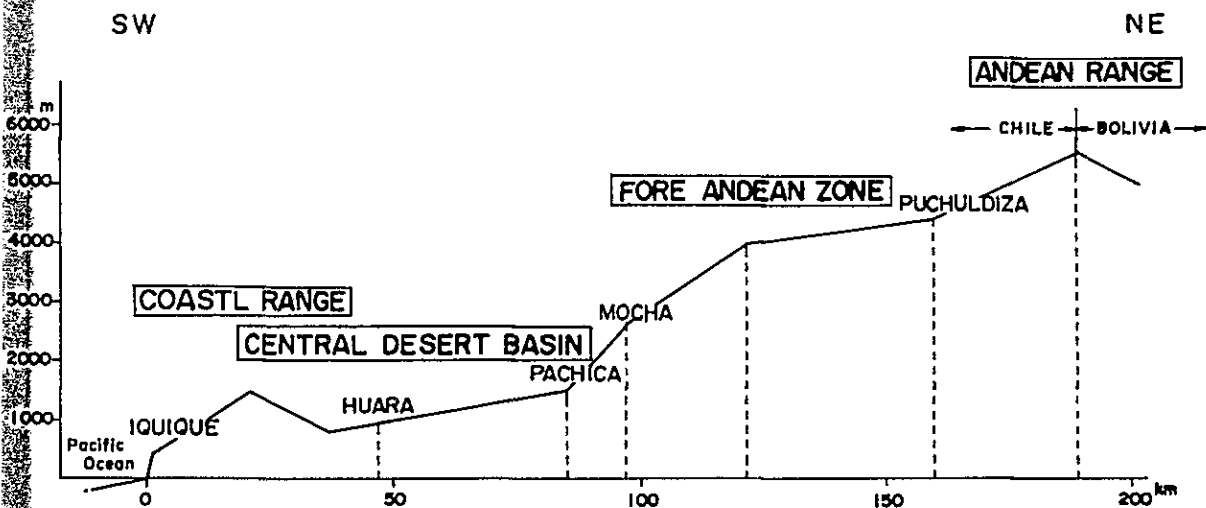 SW NE
ANDEAN RANGE
m
6000
CHILE BOLIVIA
5000
FORE ANDEAN ZONE
PUCHULDIZA
4000
COASTL RANGE
3000
MOCHA
CENTRAL DESERT BASIN
2000
PACHICA
HUARA
1000
IQUIQUE
Pacific
Ocean
0 50 100 150 200 km